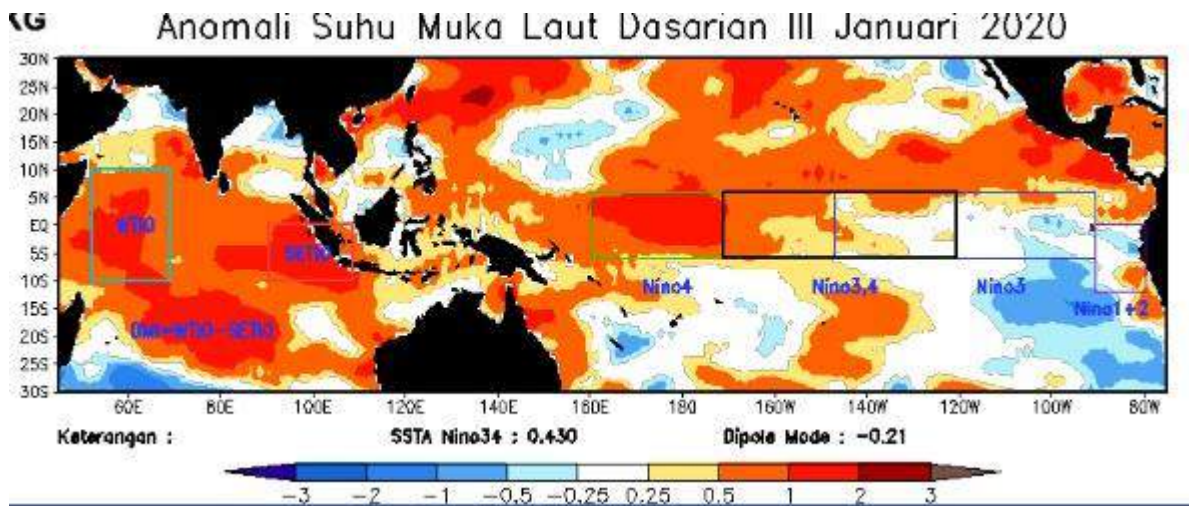 KG
Anomali Suhu Muka Laut Dasarian III Januari 2020
30N
25N
20N
15N
10N
5N
EQ
5S
10S
15S
20S
25S
30S
WTIO
SETIO
DMI=WTIO-SETIO
Nino4
Nino3,4
Nino3
Nino1+2
60E 80E 100E 120E 140E 160E 180 160W 140W 120W 100W 80W
Keterangan : SSTA Nino34 : 0.430 Dipole Mode : -0.21
-3 -2 -1 -0.5 -0.25 0.25 0.5 1 2 3